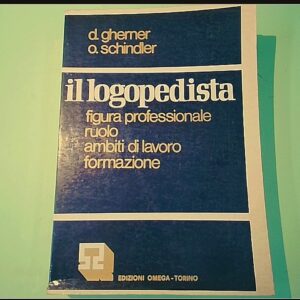 d. gherner
o. schindler
il logopedista
figura professionale
ruolo
ambiti di lavoro
formazione
EDIZIONI OMEGA-TORINO